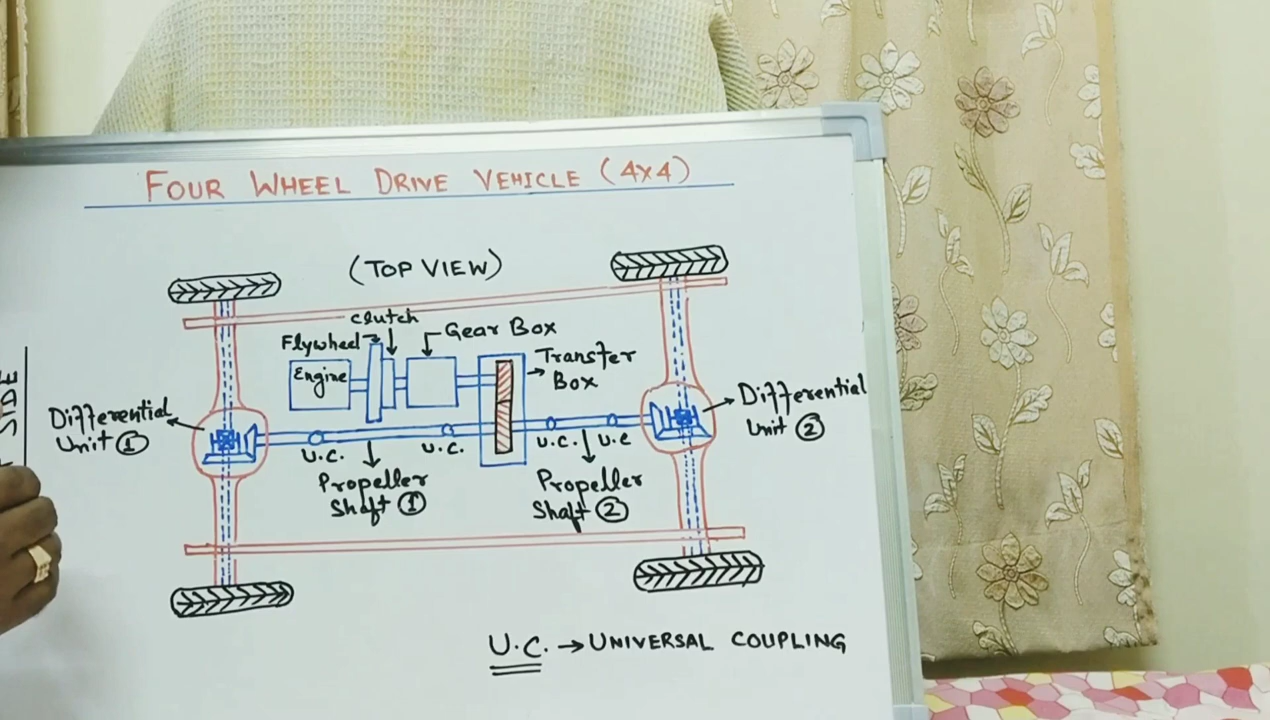 FOUR WHEEL DRIVE VEHICLE (4x4)
(TOP VIEW)
Clutch
Flywheel
Gear Box
Engine
Transfer
Box
Differential
Unit ①
Differential
Unit ②
U.C.
U.C.
U.C.
U.C
Propeller
Shaft ①
Propeller
Shaft ②
U.C. → UNIVERSAL COUPLING
SIDE